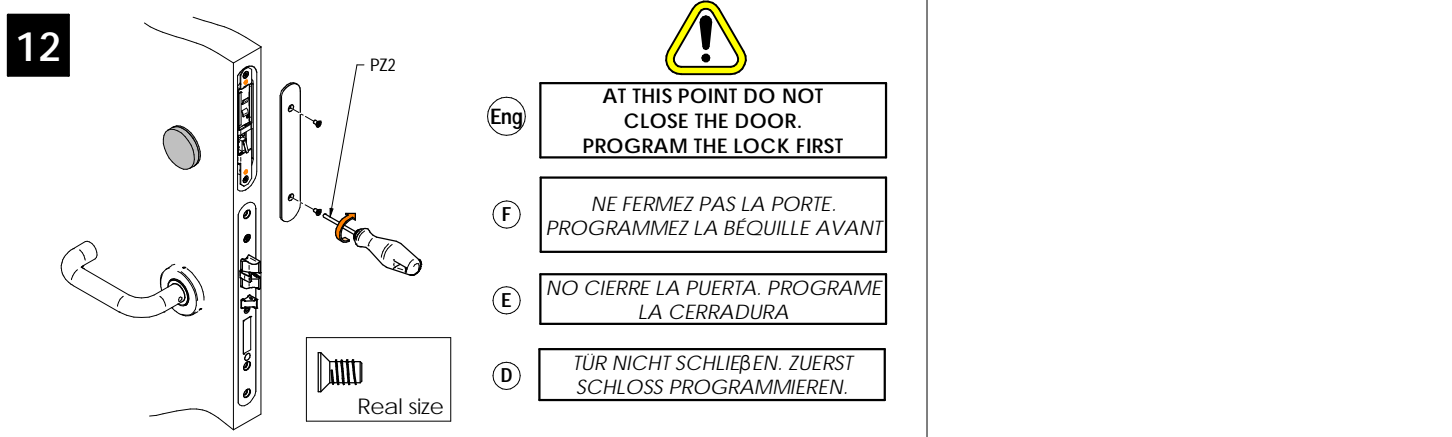 12
PZ2
Real size
Eng
AT THIS POINT DO NOT
CLOSE THE DOOR.
PROGRAM THE LOCK FIRST
F
NE FERMEZ PAS LA PORTE.
PROGRAMMEZ LA BÉQUILLE AVANT
E
NO CIERRE LA PUERTA. PROGRAME
LA CERRADURA
D
TÜR NICHT SCHLIEβEN. ZUERST
SCHLOSS PROGRAMMIEREN.